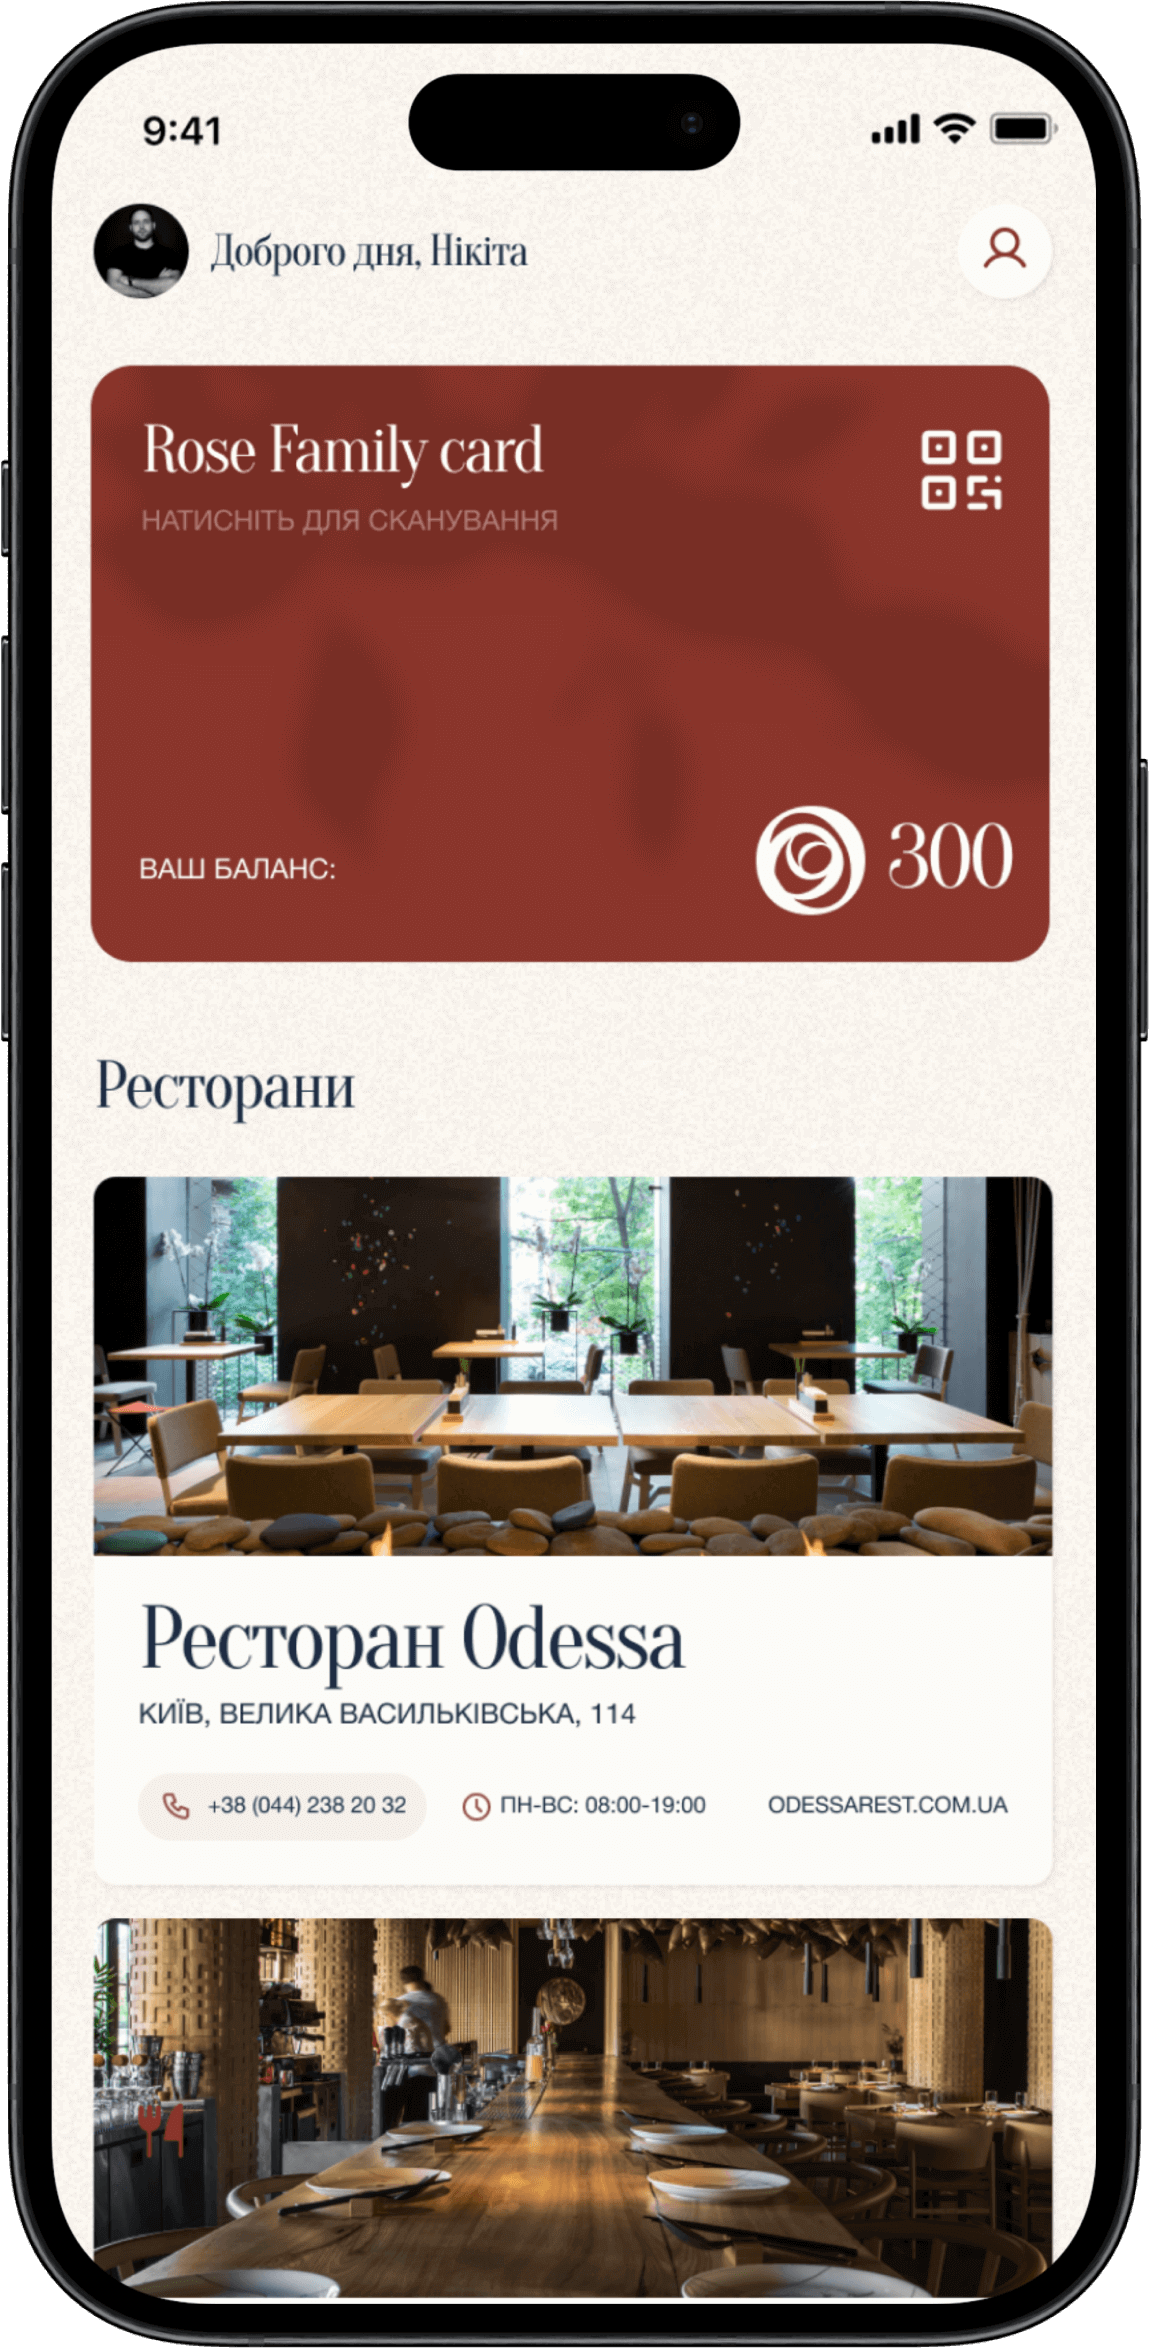 9:41
Доброго дня, Нікіта
Rose Family card
НАТИСНІТЬ ДЛЯ СКАНУВАННЯ
ВАШ БАЛАНС:
300
Ресторани
Ресторан Odessa
КИЇВ, ВЕЛИКА ВАСИЛЬКІВСЬКА, 114
+38 (044) 238 20 32
ПН-ВС: 08:00-19:00
ODESSAREST.COM.UA